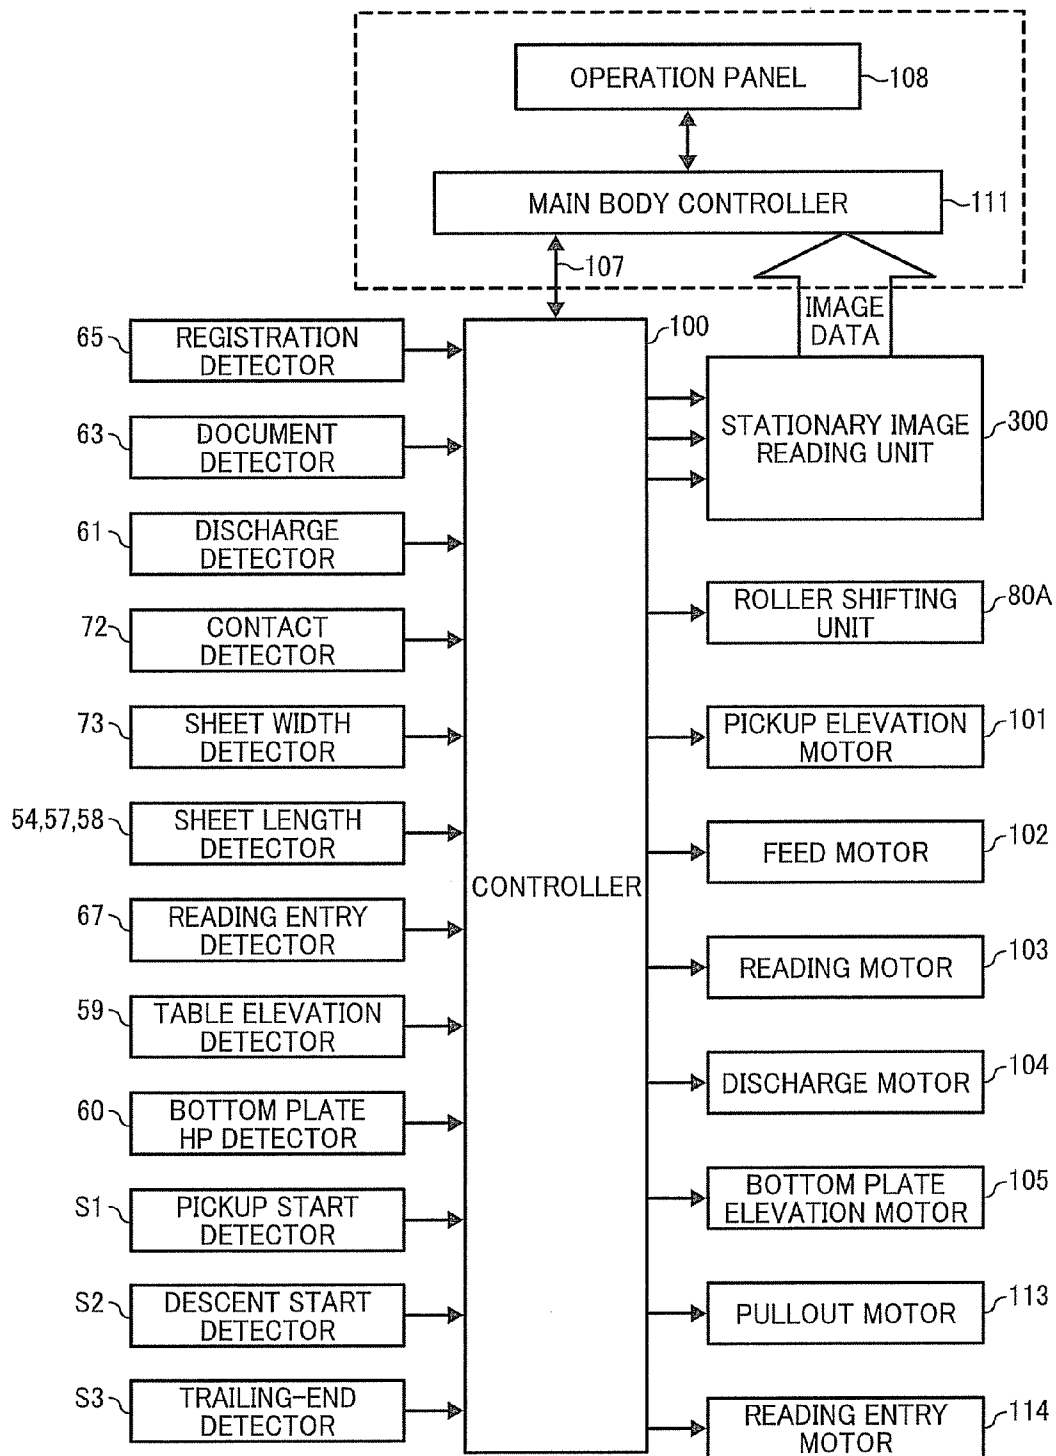 OPERATION PANEL
108
MAIN BODY CONTROLLER
111
107
IMAGE
DATA
100
CONTROLLER
65
REGISTRATION
DETECTOR
63
DOCUMENT
DETECTOR
61
DISCHARGE
DETECTOR
72
CONTACT
DETECTOR
73
SHEET WIDTH
DETECTOR
54,57,58
SHEET LENGTH
DETECTOR
67
READING ENTRY
DETECTOR
59
TABLE ELEVATION
DETECTOR
60
BOTTOM PLATE
HP DETECTOR
S1
PICKUP START
DETECTOR
S2
DESCENT START
DETECTOR
S3
TRAILING-END
DETECTOR
STATIONARY IMAGE
READING UNIT
300
ROLLER SHIFTING
UNIT
80A
PICKUP ELEVATION
MOTOR
101
FEED MOTOR
102
READING MOTOR
103
DISCHARGE MOTOR
104
BOTTOM PLATE
ELEVATION MOTOR
105
PULLOUT MOTOR
113
READING ENTRY
MOTOR
114